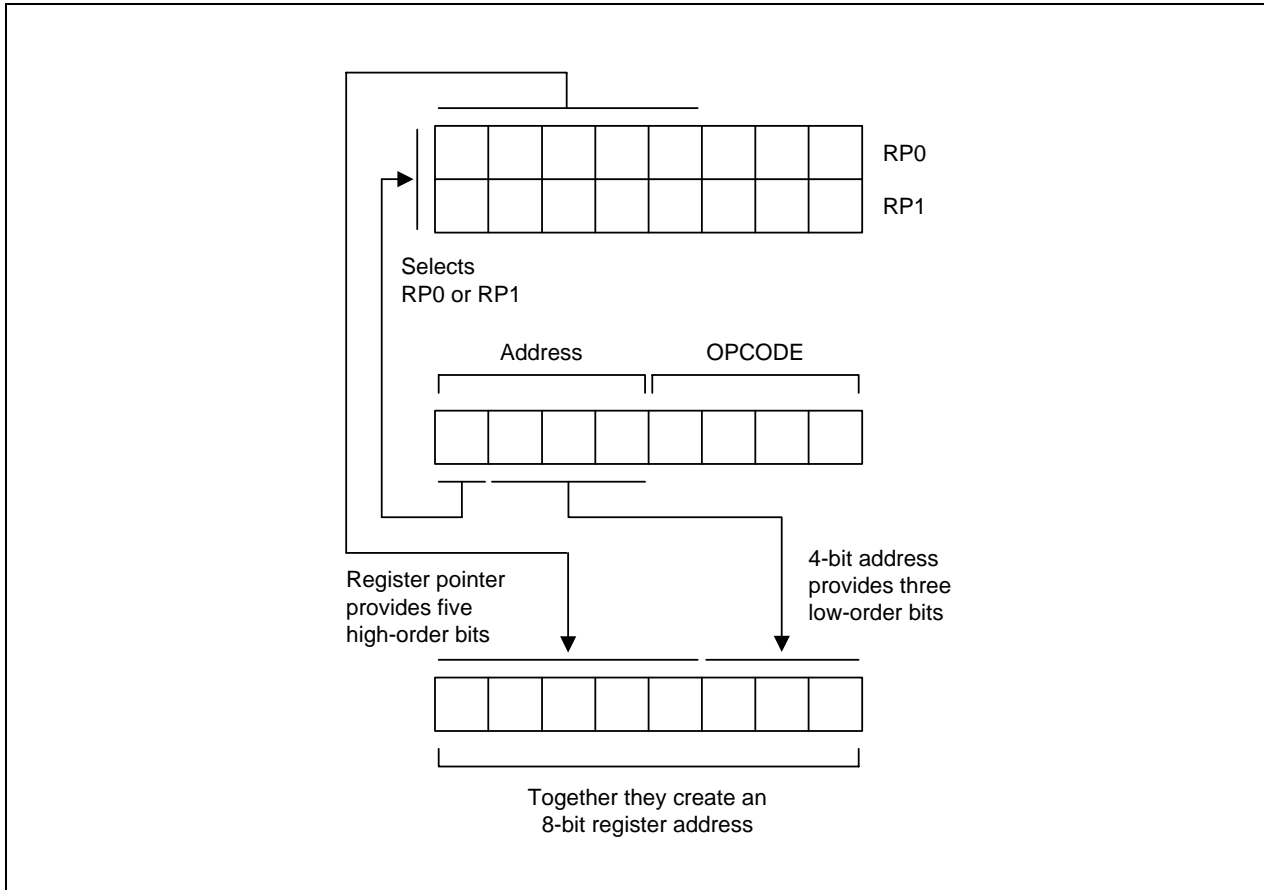 RP0
RP1
Selects
RP0 or RP1
Address
OPCODE
Register pointer
provides five
high-order bits
4-bit address
provides three
low-order bits
Together they create an
8-bit register address